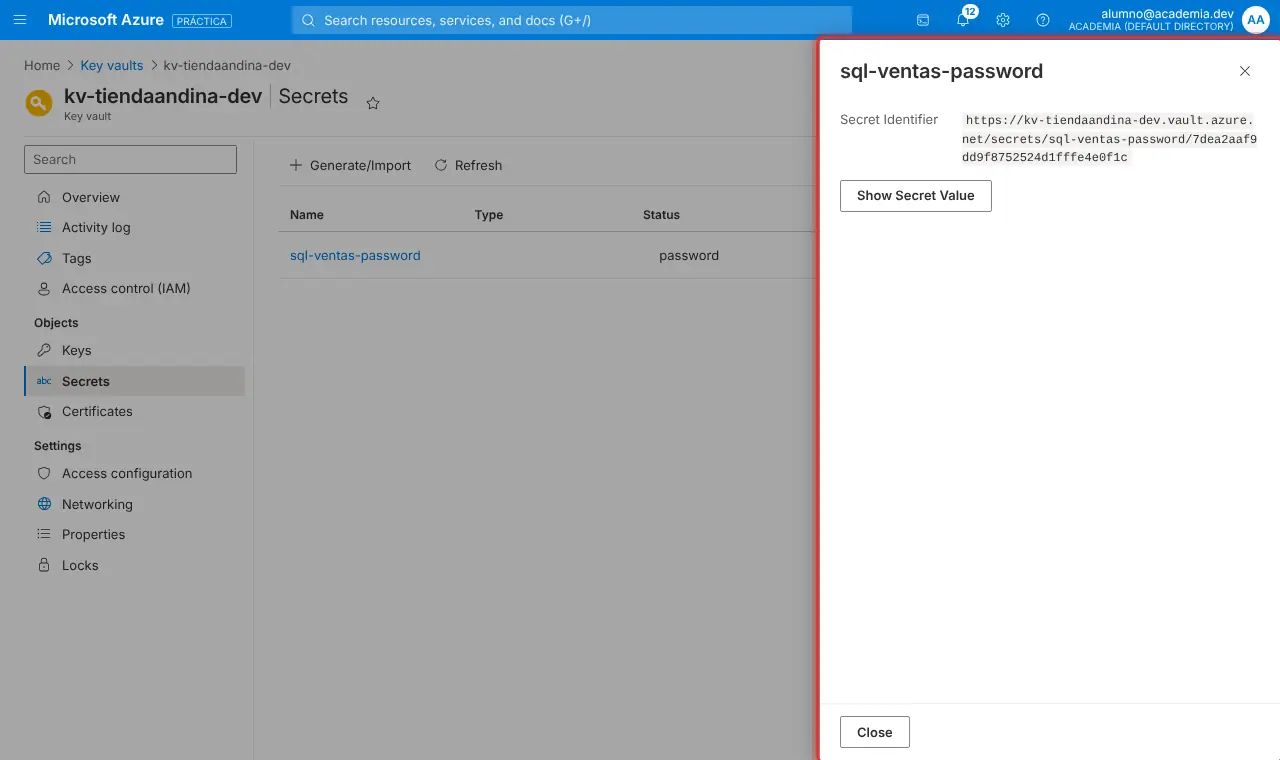 Microsoft Azure PRÁCTICA
Search resources, services, and docs (G+/)
12
alumno@academia.dev
ACADEMIA (DEFAULT DIRECTORY)
AA
Home > Key vaults > kv-tiendaandina-dev
kv-tiendaandina-dev | Secrets
Key vault
Search
Overview
Activity log
Tags
Access control (IAM)
Objects
Keys
abc Secrets
Certificates
Settings
Access configuration
Networking
Properties
Locks
Generate/Import Refresh
Name Type Status
sql-ventas-password password
sql-ventas-password
Secret Identifier
https://kv-tiendaandina-dev.vault.azure.
net/secrets/sql-ventas-password/7dea2aaf9
dd9f8752524d1fffe4e0f1c
Show Secret Value
Close